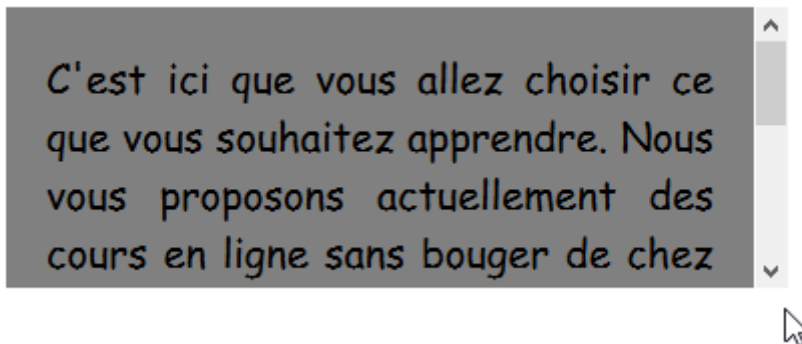 C'est ici que vous allez choisir ce
que vous souhaitez apprendre. Nous
vous proposons actuellement des
cours en ligne sans bouger de chez